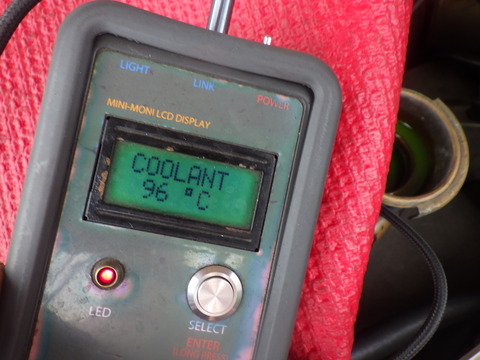 LIGHT
LINK
POWER
MINI-MONI LCD DISPLAY
COOLANT
96 °C
LED
SELECT
ENTER